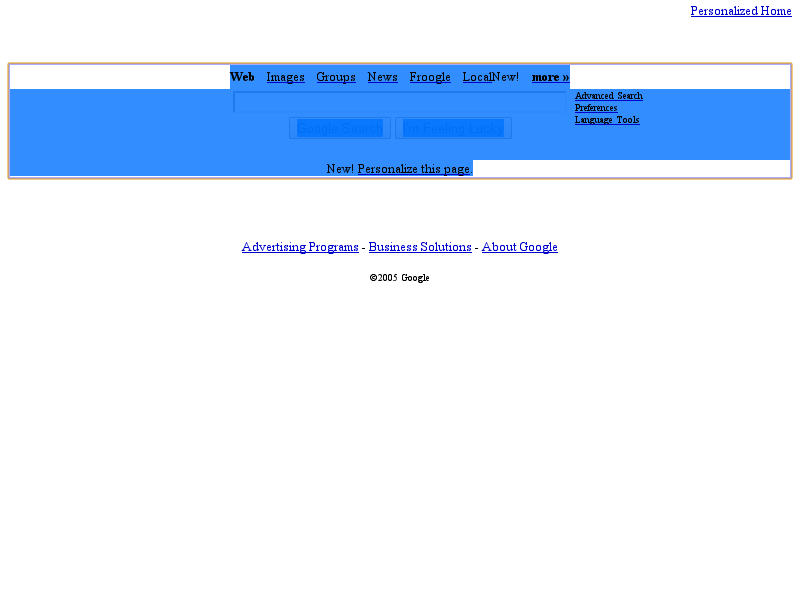 Personalized Home
Web Images Groups News Froogle LocalNew! more »
Advanced Search
Preferences
Language Tools
Google Search I'm Feeling Lucky
New! Personalize this page.
Advertising Programs - Business Solutions - About Google
©2005 Google